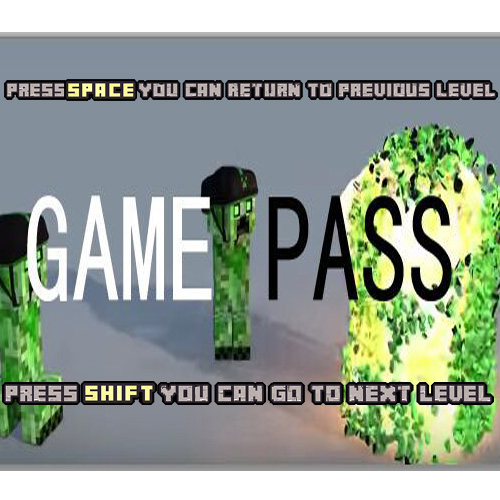 PRESS SPACE YOU CAN RETURN TO PREVIOUS LEVEL
GAME PASS
PRESS SHIFT YOU CAN GO TO NEXT LEVEL